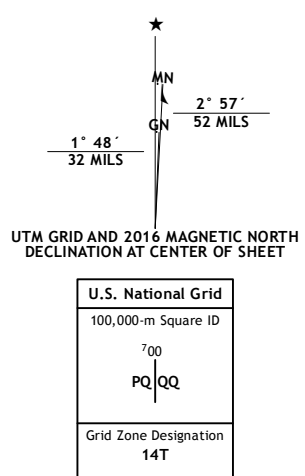 ★
MN
GN
2° 57´
52 MILS
1° 48´
32 MILS
UTM GRID AND 2016 MAGNETIC NORTH
DECLINATION AT CENTER OF SHEET
U.S. National Grid
100,000-m Square ID
⁷00
PQ QQ
Grid Zone Designation
14T